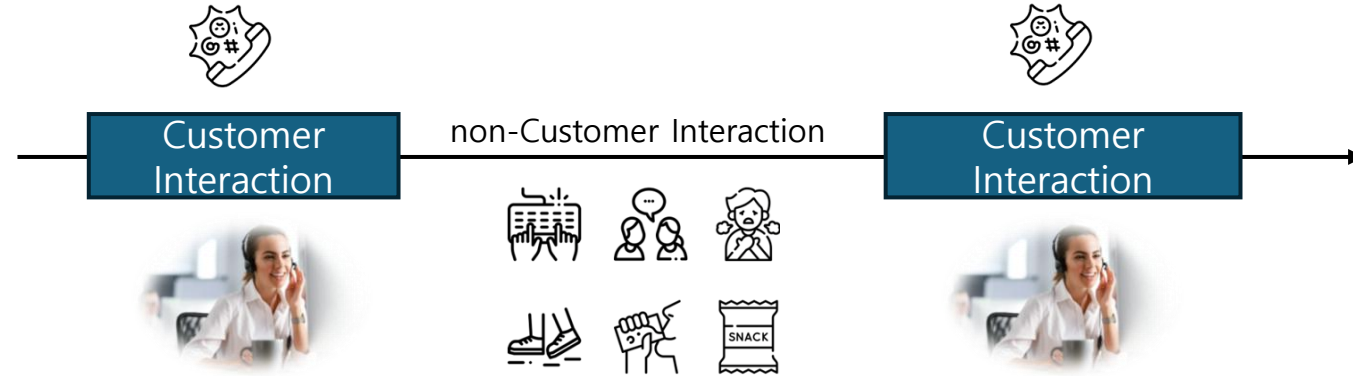 Customer
Interaction
non-Customer Interaction
Customer
Interaction
SNACK